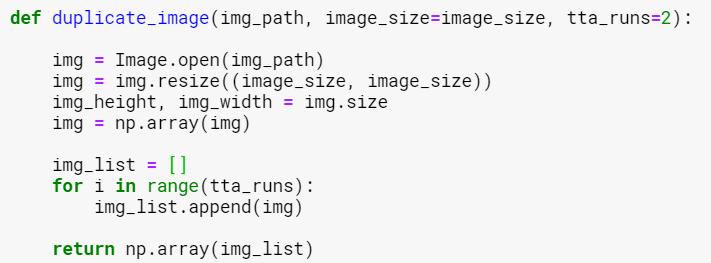 def duplicate_image(img_path, image_size=image_size, tta_runs=2):
    img = Image.open(img_path)
    img = img.resize((image_size, image_size))
    img_height, img_width = img.size
    img = np.array(img)
    img_list = []
    for i in range(tta_runs):
        img_list.append(img)
    return np.array(img_list)